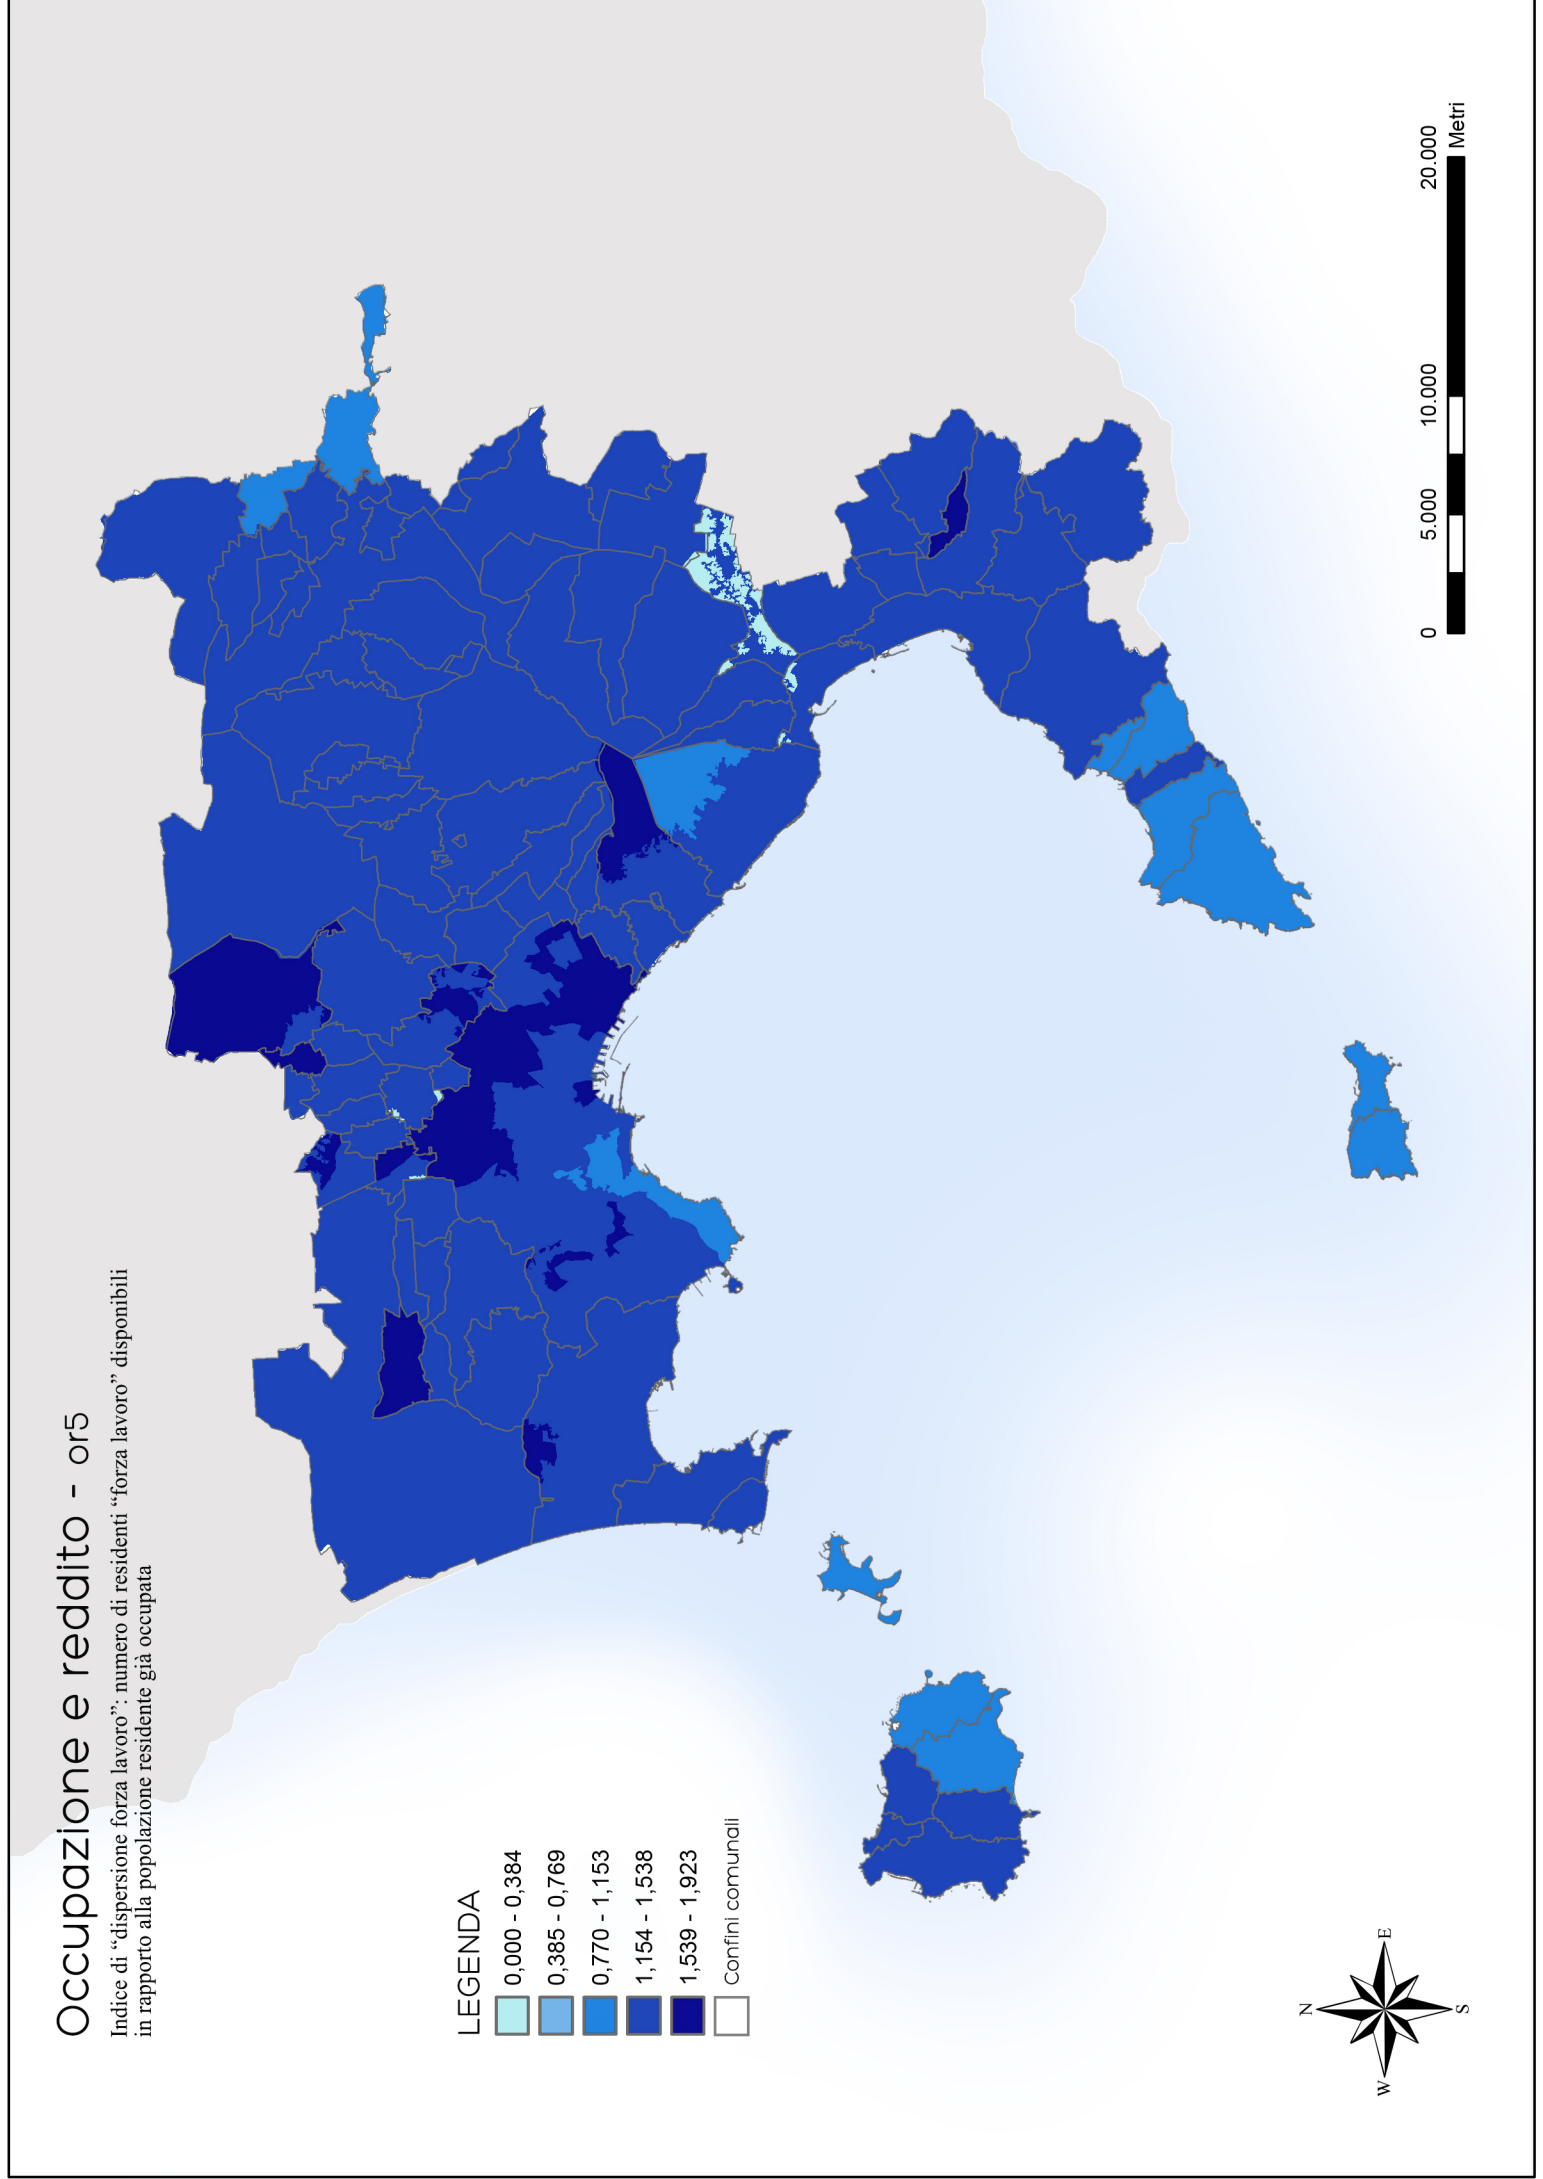 Occupazione e reddito - or5
Indice di “dispersione forza lavoro”: numero di residenti “forza lavoro” disponibili
in rapporto alla popolazione residente già occupata
LEGENDA
0,000 - 0,384
0,385 - 0,769
0,770 - 1,153
1,154 - 1,538
1,539 - 1,923
Confini comunali
N
W
E
S
0
5.000
10.000
20.000
Metri